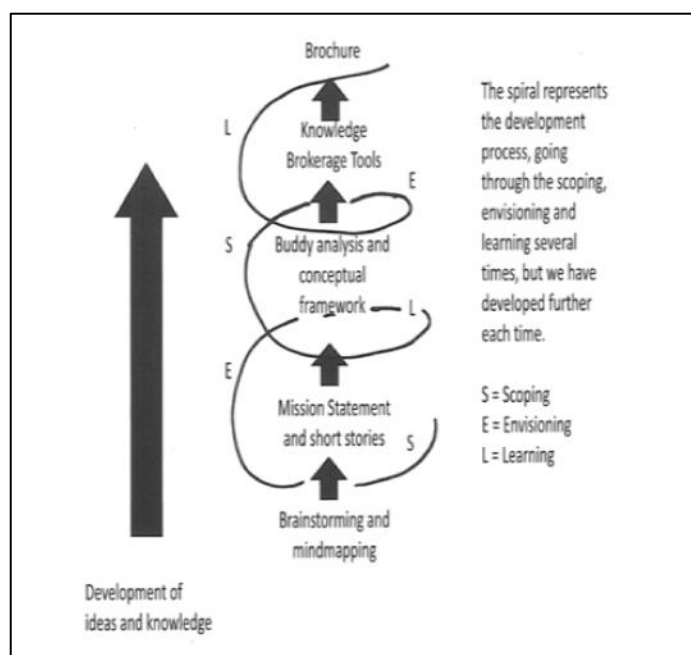 Brochure
L
Knowledge
Brokerage Tools
E
S
Buddy analysis and
conceptual
framework
L
E
Mission Statement
and short stories
S
Brainstorming and
mindmapping
Development of
ideas and knowledge
The spiral represents
the development
process, going
through the scoping,
envisioning and
learning several
times, but we have
developed further
each time.
S = Scoping
E = Envisioning
L = Learning